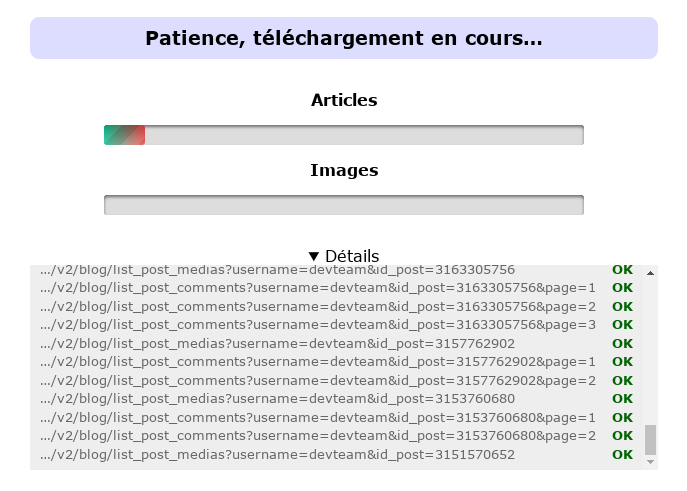 Patience, téléchargement en cours...
Articles
Images
▼ Détails
.../v2/blog/list_post_medias?username=devteam&id_post=3163305756 OK
.../v2/blog/list_post_comments?username=devteam&id_post=3163305756&page=1 OK
.../v2/blog/list_post_comments?username=devteam&id_post=3163305756&page=2 OK
.../v2/blog/list_post_comments?username=devteam&id_post=3163305756&page=3 OK
.../v2/blog/list_post_medias?username=devteam&id_post=3157762902 OK
.../v2/blog/list_post_comments?username=devteam&id_post=3157762902&page=1 OK
.../v2/blog/list_post_comments?username=devteam&id_post=3157762902&page=2 OK
.../v2/blog/list_post_medias?username=devteam&id_post=3153760680 OK
.../v2/blog/list_post_comments?username=devteam&id_post=3153760680&page=1 OK
.../v2/blog/list_post_comments?username=devteam&id_post=3153760680&page=2 OK
.../v2/blog/list_post_medias?username=devteam&id_post=3151570652 OK